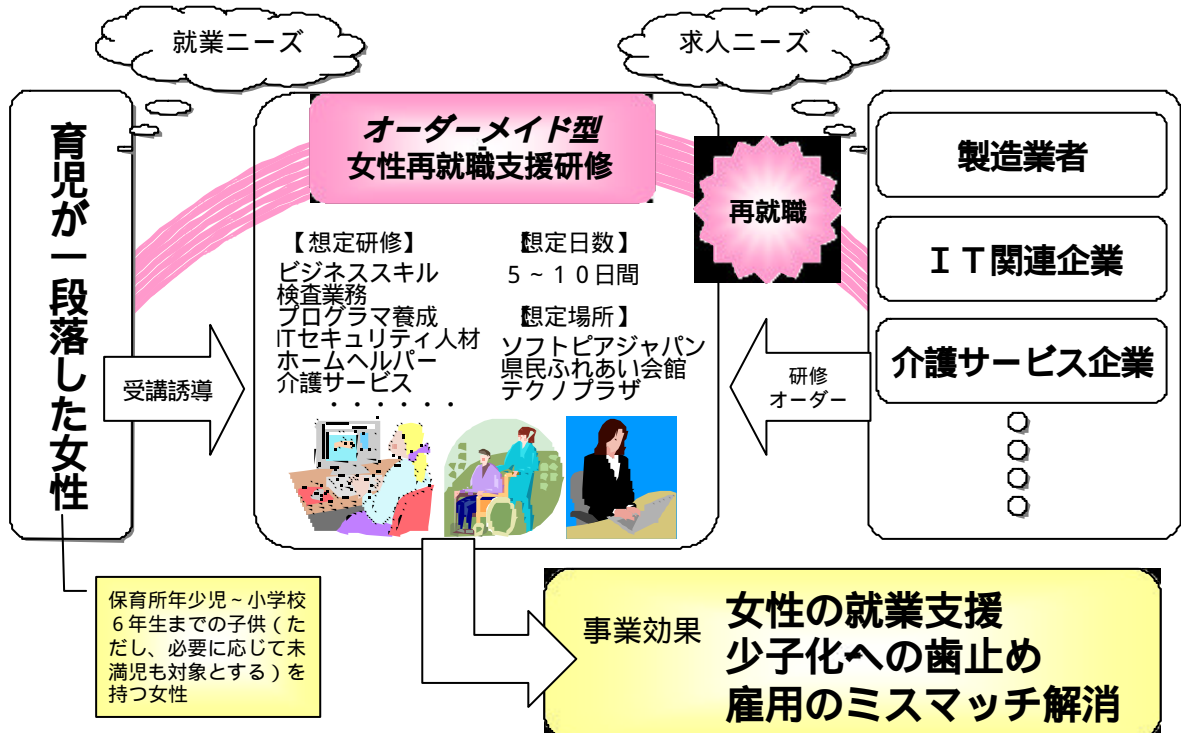 就業ニーズ
求人ニーズ
育児が一段落した女性
オーダーメイド型
女性再就職支援研修
再就職
製造業者
ＩＴ関連企業
介護サービス企業
【想定研修】
ビジネススキル
検査業務
プログラマ養成
ITセキュリティ人材
ホームヘルパー
介護サービス
・・・・・・
【想定日数】
５～１０日間
【想定場所】
ソフトピアジャパン
県民ふれあい会館
テクノプラザ
受講誘導
研修
オーダー
保育所年少児～小学校
６年生までの子供（た
だし、必要に応じて未
満児も対象とする）を
持つ女性
事業効果
女性の就業支援
少子化への歯止め
雇用のミスマッチ解消